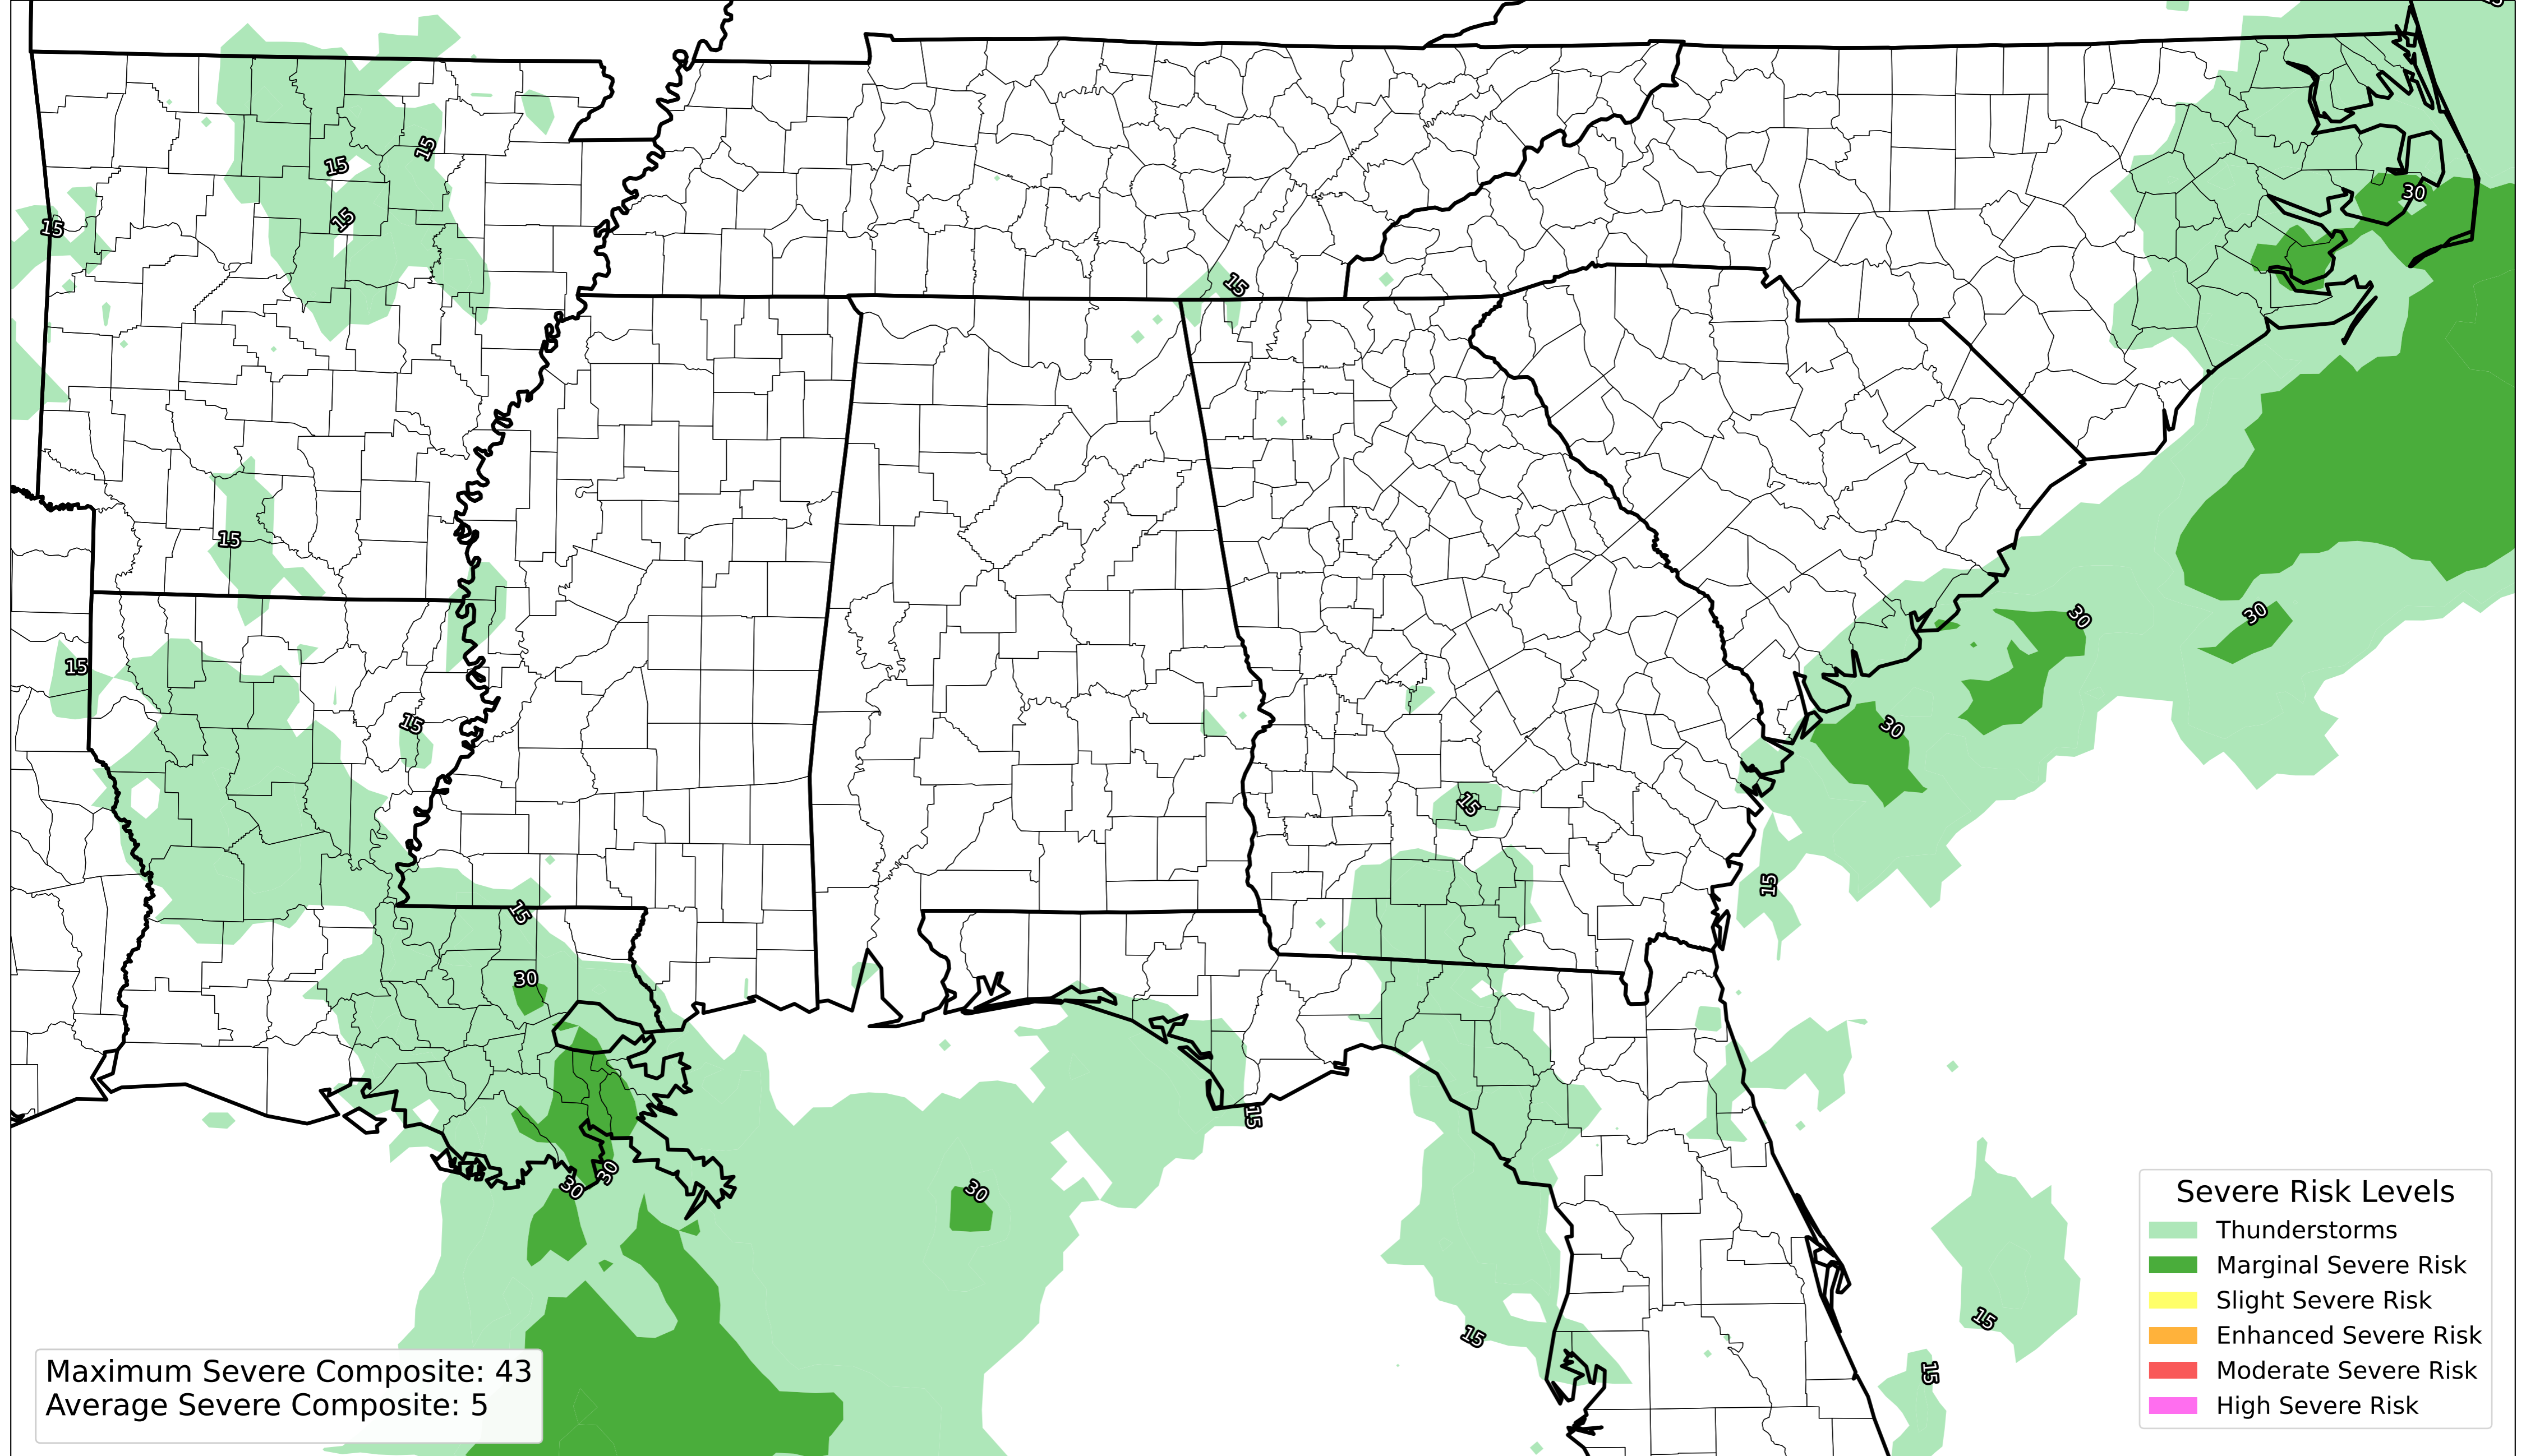 15
15
30
15
15
15
15
30
30
15
15
30
15
15
15
30
15
30
30
30
Severe Risk Levels
Thunderstorms
Marginal Severe Risk
Slight Severe Risk
Enhanced Severe Risk
Moderate Severe Risk
High Severe Risk
15
15
15
Maximum Severe Composite: 43
Average Severe Composite: 5